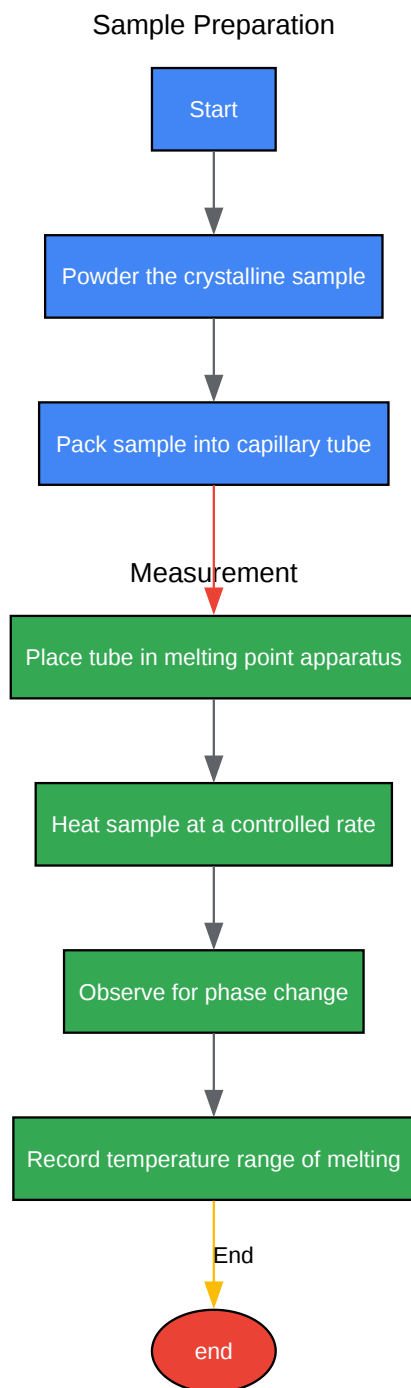 Sample Preparation
Start
Powder the crystalline sample
Pack sample into capillary tube
Measurement
Place tube in melting point apparatus
Heat sample at a controlled rate
Observe for phase change
Record temperature range of melting
End
end